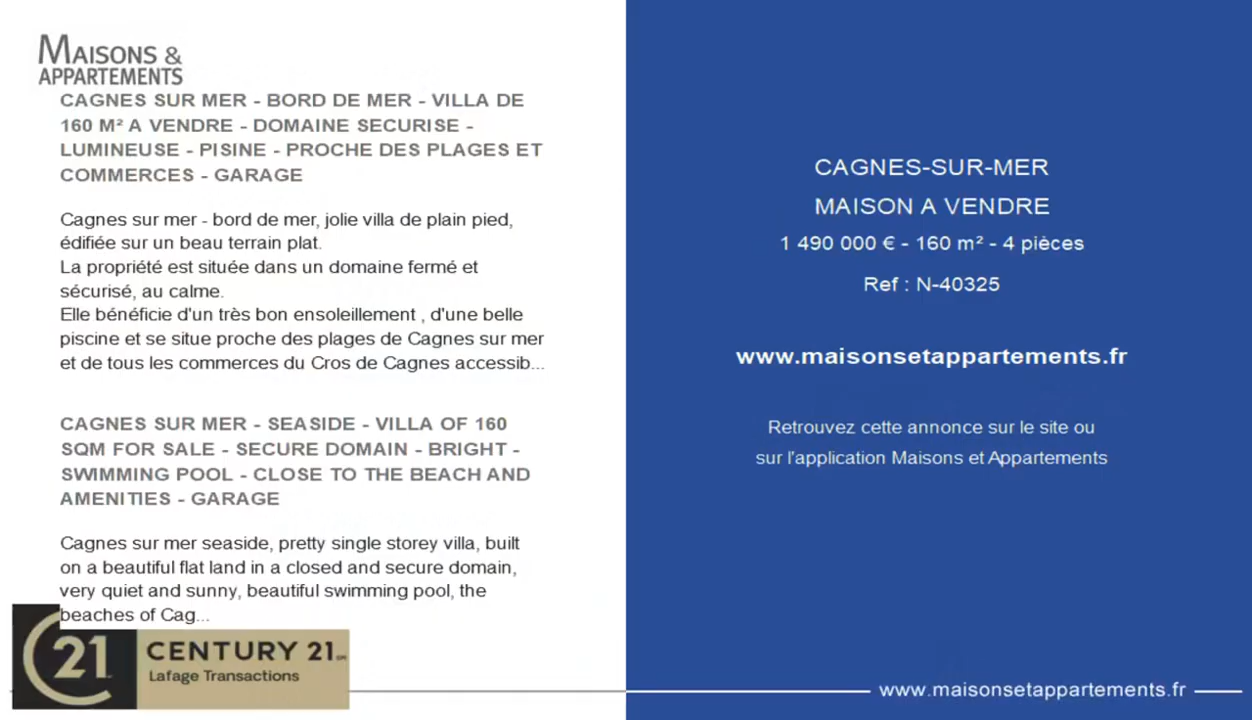 MAISONS &
APPARTEMENTS
CAGNES SUR MER - BORD DE MER - VILLA DE
160 M² A VENDRE - DOMAINE SECURISE -
LUMINEUSE - PISINE - PROCHE DES PLAGES ET
COMMERCES - GARAGE
Cagnes sur mer - bord de mer, jolie villa de plain pied,
édifiée sur un beau terrain plat.
La propriété est située dans un domaine fermé et
sécurisé, au calme.
Elle bénéficie d'un très bon ensoleillement , d'une belle
piscine et se situe proche des plages de Cagnes sur mer
et de tous les commerces du Cros de Cagnes accessib...
CAGNES SUR MER - SEASIDE - VILLA OF 160
SQM FOR SALE - SECURE DOMAIN - BRIGHT -
SWIMMING POOL - CLOSE TO THE BEACH AND
AMENITIES - GARAGE
Cagnes sur mer seaside, pretty single storey villa, built
on a beautiful flat land in a closed and secure domain,
very quiet and sunny, beautiful swimming pool, the
beaches of Cag...
21
CENTURY 21
Lafage Transactions
CAGNES-SUR-MER
MAISON A VENDRE
1 490 000 € - 160 m² - 4 pièces
Ref : N-40325
www.maisonsetappartements.fr
Retrouvez cette annonce sur le site ou
sur l'application Maisons et Appartements
www.maisonsetappartements.fr